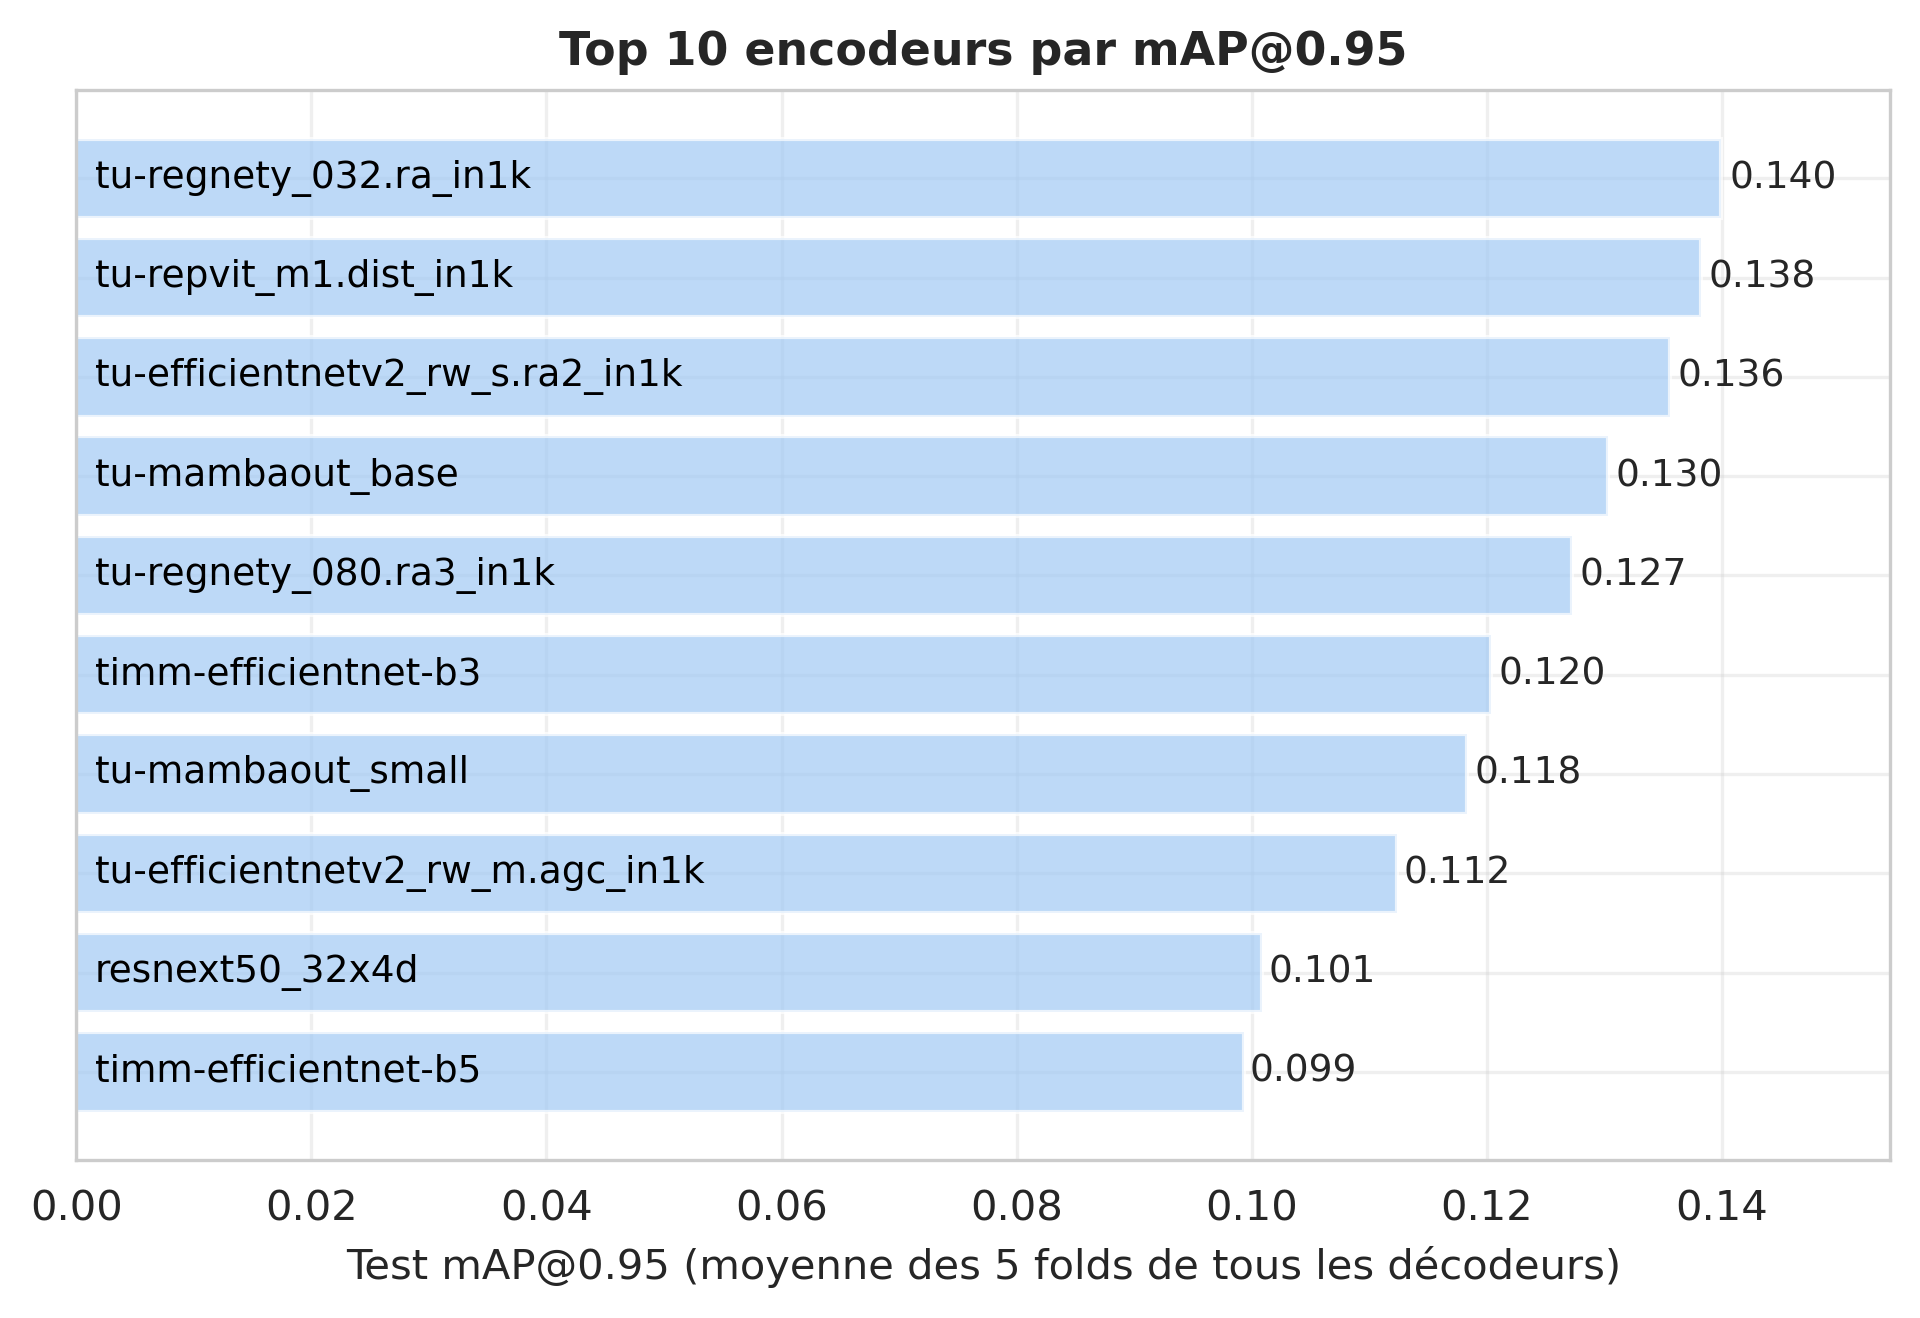 Top 10 encodeurs par mAP@0.95
tu-regnety_032.ra_in1k 0.140
tu-repvit_m1.dist_in1k 0.138
tu-efficientnetv2_rw_s.ra2_in1k 0.136
tu-mambaout_base 0.130
tu-regnety_080.ra3_in1k 0.127
timm-efficientnet-b3 0.120
tu-mambaout_small 0.118
tu-efficientnetv2_rw_m.agc_in1k 0.112
resnext50_32x4d 0.101
timm-efficientnet-b5 0.099
0.00 0.02 0.04 0.06 0.08 0.10 0.12 0.14
Test mAP@0.95 (moyenne des 5 folds de tous les décodeurs)